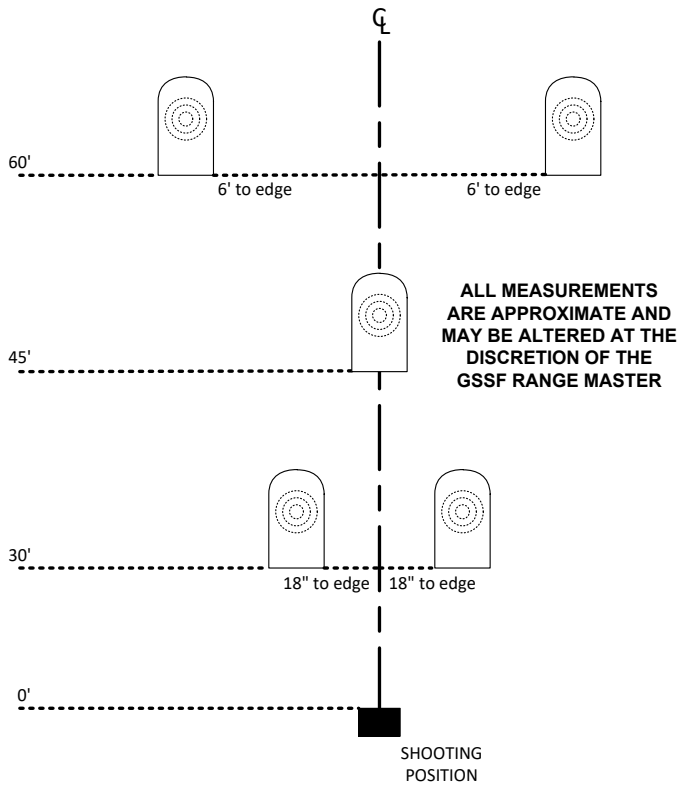 ℄
60'
6' to edge 6' to edge
ALL MEASUREMENTS
ARE APPROXIMATE AND
MAY BE ALTERED AT THE
DISCRETION OF THE
GSSF RANGE MASTER
45'
30'
18" to edge 18" to edge
0'
SHOOTING
POSITION